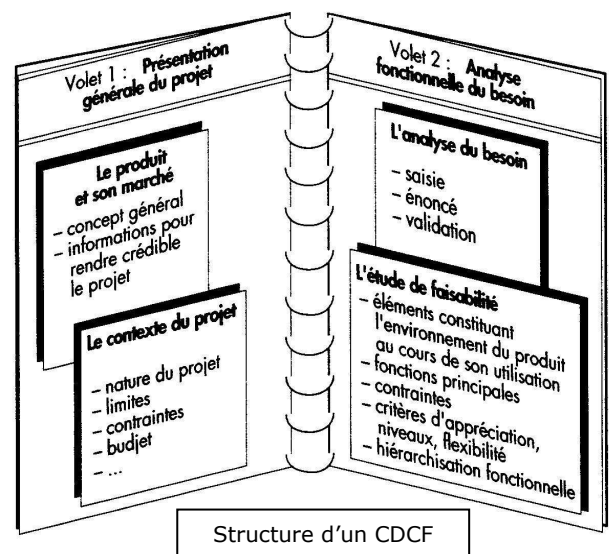 Volet 1 : Présentation
générale du projet
Le produit
et son marché
– concept général
– informations pour
rendre crédible
le projet
Le contexte du projet
– nature du projet
– limites
– contraintes
– budjet
– ...
Volet 2 : Analyse
fonctionnelle du besoin
L'analyse du besoin
– saisie
– énoncé
– validation
L'étude de faisabilité
– éléments constituant
l'environnement du produit
au cours de son utilisation
– fonctions principales
– contraintes
– critères d'appréciation,
niveaux, flexibilité
– hiérarchisation fonctionnelle
Structure d'un CDCF